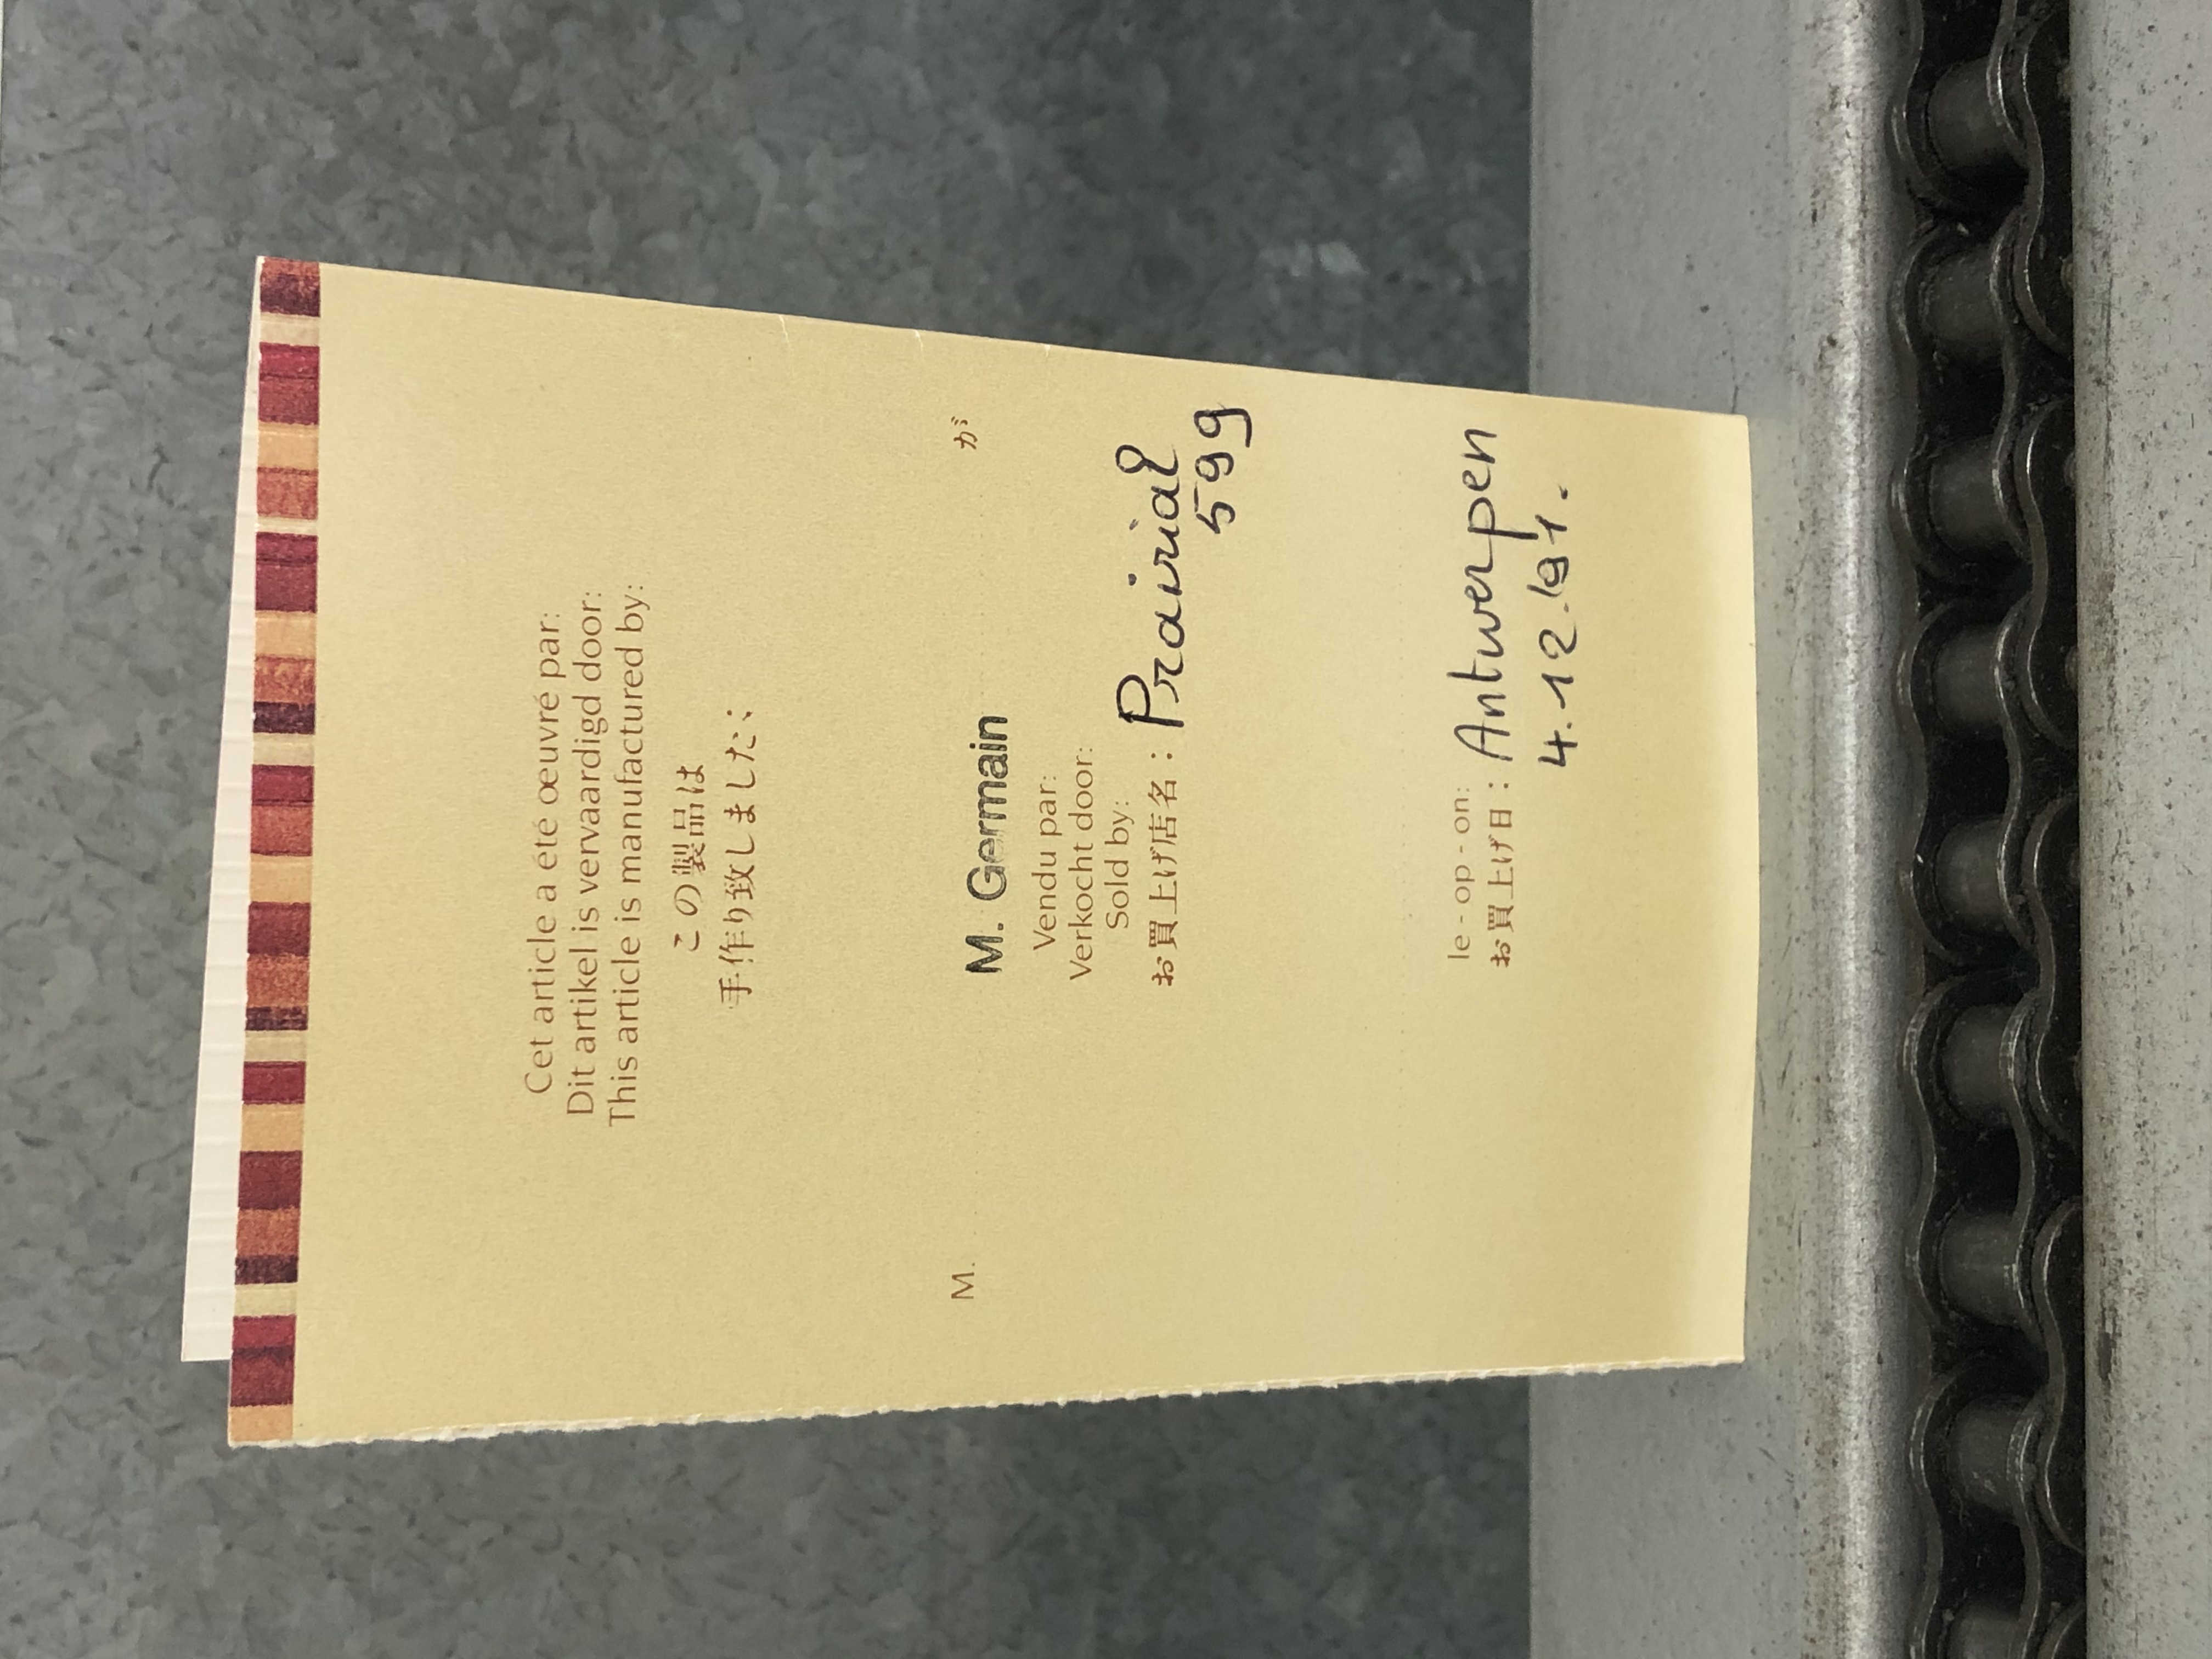 Cet article a été œuvré par:
Dit artikel is vervaardigd door:
This article is manufactured by:
この製品は
手作り致しました、
M. が
M. Germain
Vendu par:
Verkocht door:
Sold by:
お買上げ店名： Prairial
599
le - op - on:
お買上げ日： Antwerpen
4.12.191.